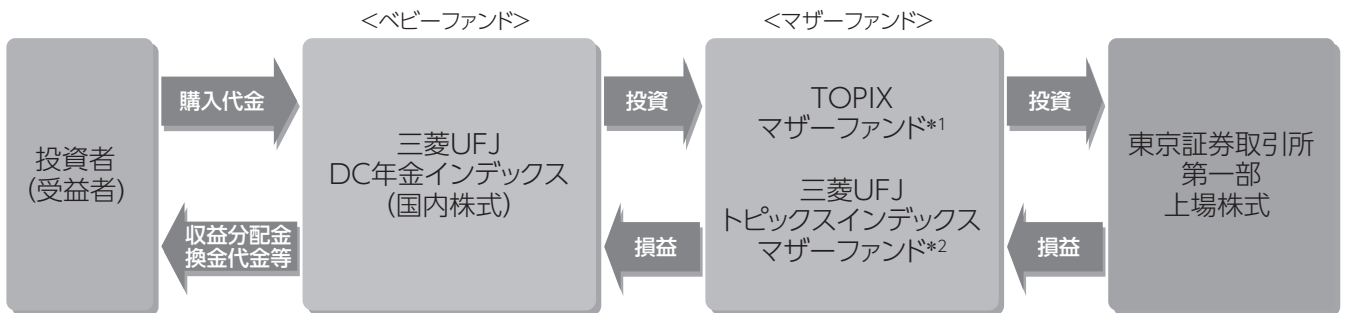 <ベビーファンド>
<マザーファンド>
投資者
(受益者)
購入代金
収益分配金
換金代金等
三菱UFJ
DC年金インデックス
(国内株式)
投資
損益
TOPIX
マザーファンド*1
三菱UFJ
トピックスインデックス
マザーファンド*2
投資
損益
東京証券取引所
第一部
上場株式